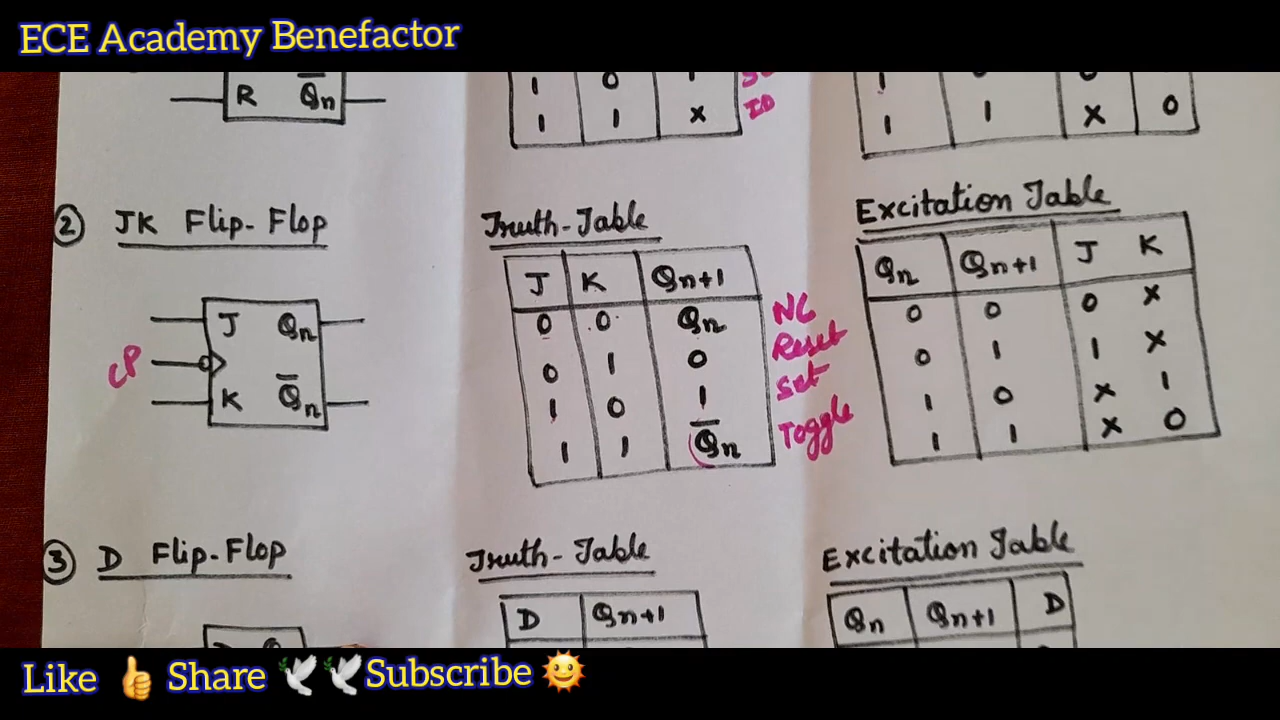 ECE Academy Benefactor
R Q̅n
1 0
1 1 x ID
1 1 x 0
② JK Flip-Flop
Truth-Table
Excitation Table
J K Qn+1
0 0 Qn NC
0 1 0 Reset
1 0 1 Set
1 1 Q̅n Toggle
Qn Qn+1 J K
0 0 0 x
0 1 1 x
1 0 x 1
1 1 x 0
J Qn
CP
K Q̅n
③ D Flip-Flop
Truth-Table
Excitation Table
D Qn+1
Qn Qn+1 D
Like 👍 Share 🕊️🕊️Subscribe 🌞